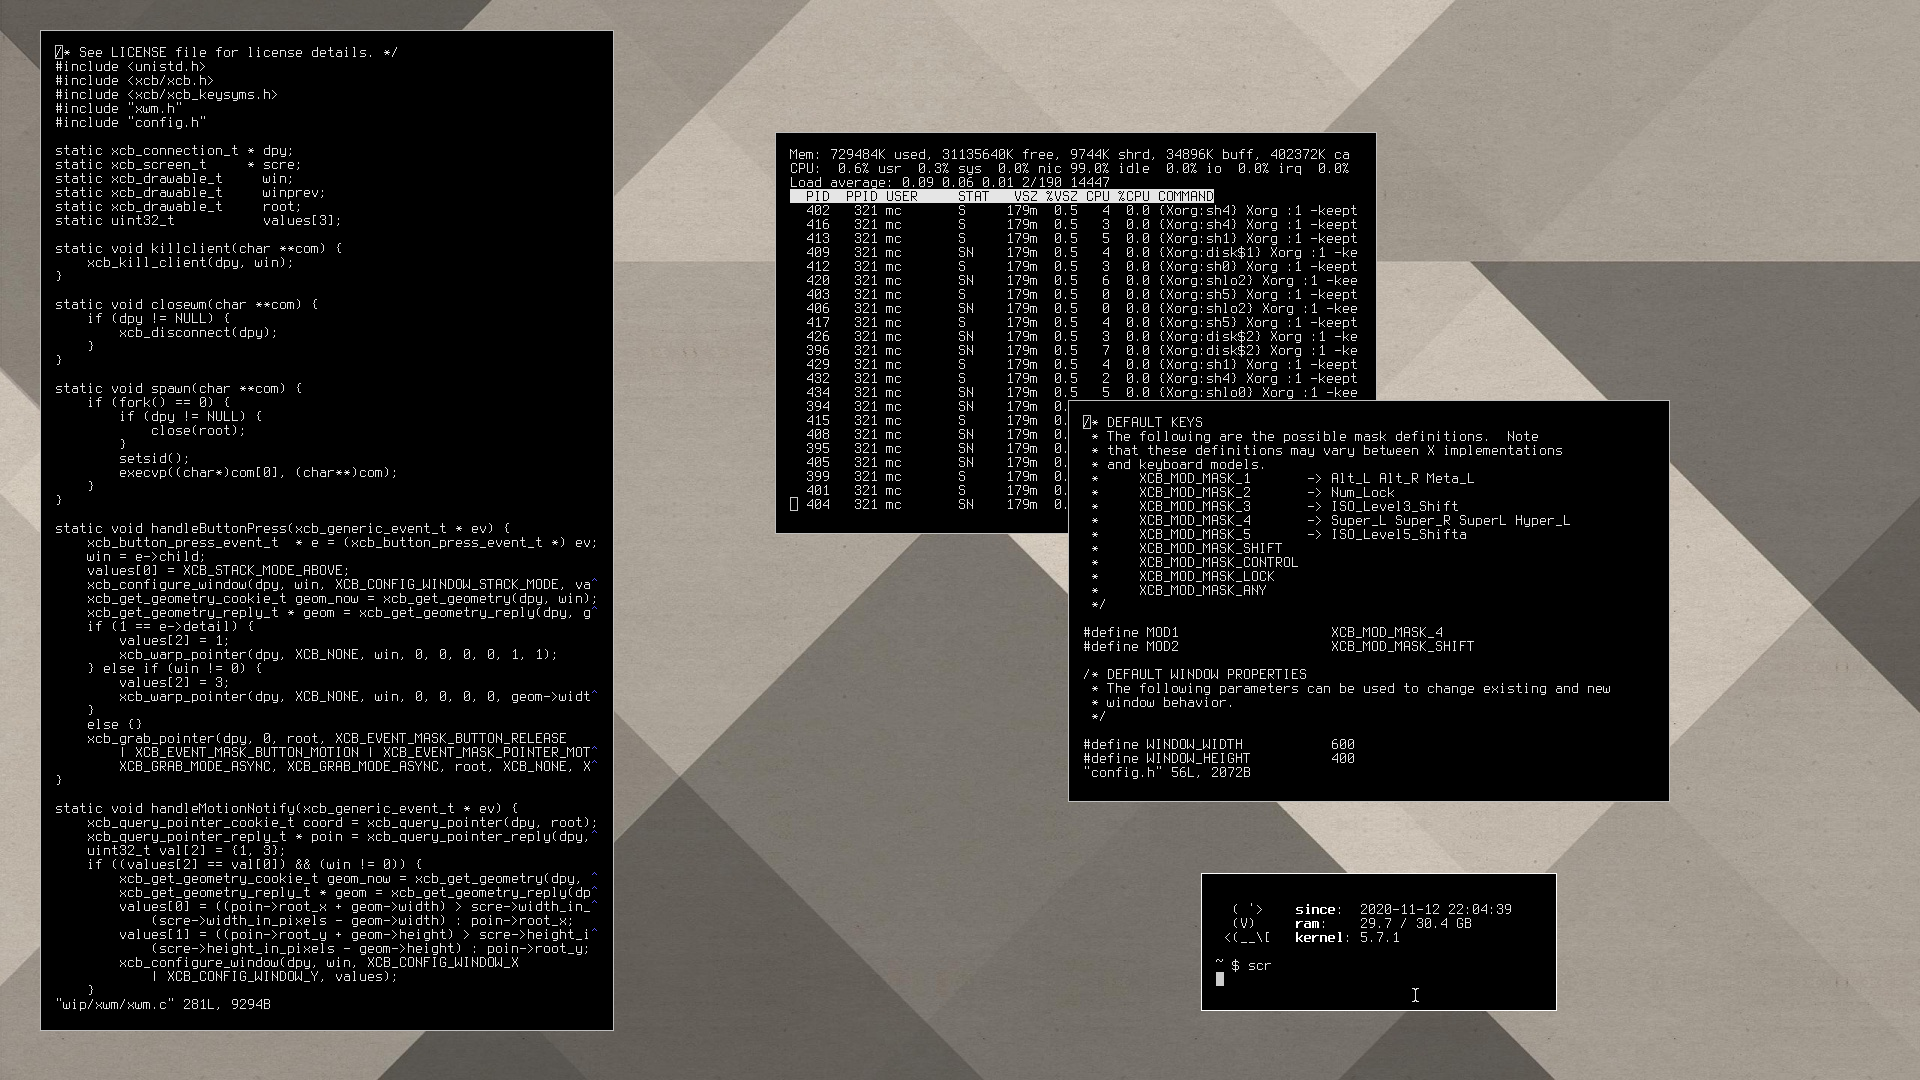 /* See LICENSE file for license details. */
#include <unistd.h>
#include <xcb/xcb.h>
#include <xcb/xcb_keysyms.h>
#include "xwm.h"
#include "config.h"

static xcb_connection_t * dpy;
static xcb_screen_t     * scre;
static xcb_drawable_t     win;
static xcb_drawable_t     winprev;
static xcb_drawable_t     root;
static uint32_t           values[3];

static void killclient(char **com) {
    xcb_kill_client(dpy, win);
}

static void closewm(char **com) {
    if (dpy != NULL) {
        xcb_disconnect(dpy);
    }
}

static void spawn(char **com) {
    if (fork() == 0) {
        if (dpy != NULL) {
            close(root);
        }
        setsid();
        execvp((char*)com[0], (char**)com);
    }
}

static void handleButtonPress(xcb_generic_event_t * ev) {
    xcb_button_press_event_t  * e = (xcb_button_press_event_t *) ev;
    win = e->child;
    values[0] = XCB_STACK_MODE_ABOVE;
    xcb_configure_window(dpy, win, XCB_CONFIG_WINDOW_STACK_MODE, va^
    xcb_get_geometry_cookie_t geom_now = xcb_get_geometry(dpy, win);
    xcb_get_geometry_reply_t * geom = xcb_get_geometry_reply(dpy, g^
    if (1 == e->detail) {
        values[2] = 1;
        xcb_warp_pointer(dpy, XCB_NONE, win, 0, 0, 0, 0, 1, 1);
    } else if (win != 0) {
        values[2] = 3;
        xcb_warp_pointer(dpy, XCB_NONE, win, 0, 0, 0, 0, geom->widt^
    }
    else {}
    xcb_grab_pointer(dpy, 0, root, XCB_EVENT_MASK_BUTTON_RELEASE
        | XCB_EVENT_MASK_BUTTON_MOTION | XCB_EVENT_MASK_POINTER_MOT^
        XCB_GRAB_MODE_ASYNC, XCB_GRAB_MODE_ASYNC, root, XCB_NONE, X^
}

static void handleMotionNotify(xcb_generic_event_t * ev) {
    xcb_query_pointer_cookie_t coord = xcb_query_pointer(dpy, root);
    xcb_query_pointer_reply_t * poin = xcb_query_pointer_reply(dpy,^
    uint32_t val[2] = {1, 3};
    if ((values[2] == val[0]) && (win != 0)) {
        xcb_get_geometry_cookie_t geom_now = xcb_get_geometry(dpy, ^
        xcb_get_geometry_reply_t * geom = xcb_get_geometry_reply(dp^
        values[0] = ((poin->root_x + geom->width) > scre->width_in_^
            (scre->width_in_pixels - geom->width) : poin->root_x;
        values[1] = ((poin->root_y + geom->height) > scre->height_i^
            (scre->height_in_pixels - geom->height) : poin->root_y;
        xcb_configure_window(dpy, win, XCB_CONFIG_WINDOW_X
            | XCB_CONFIG_WINDOW_Y, values);
    }
"wip/xwm/xwm.c" 281L, 9294B

Mem: 729484K used, 31135640K free, 9744K shrd, 34896K buff, 402372K ca
CPU:  0.6% usr  0.3% sys  0.0% nic 99.0% idle  0.0% io  0.0% irq  0.0%
Load average: 0.09 0.06 0.01 2/190 14447
  PID  PPID USER     STAT   VSZ %VSZ CPU %CPU COMMAND
  402   321 mc       S     179m  0.5   4  0.0 {Xorg:sh4} Xorg :1 -keept
  416   321 mc       S     179m  0.5   3  0.0 {Xorg:sh4} Xorg :1 -keept
  413   321 mc       S     179m  0.5   5  0.0 {Xorg:sh1} Xorg :1 -keept
  409   321 mc       SN    179m  0.5   4  0.0 {Xorg:disk$1} Xorg :1 -ke
  412   321 mc       S     179m  0.5   3  0.0 {Xorg:sh0} Xorg :1 -keept
  420   321 mc       SN    179m  0.5   6  0.0 {Xorg:shlo2} Xorg :1 -kee
  403   321 mc       S     179m  0.5   0  0.0 {Xorg:sh5} Xorg :1 -keept
  406   321 mc       SN    179m  0.5   0  0.0 {Xorg:shlo2} Xorg :1 -kee
  417   321 mc       S     179m  0.5   4  0.0 {Xorg:sh5} Xorg :1 -keept
  426   321 mc       SN    179m  0.5   3  0.0 {Xorg:disk$2} Xorg :1 -ke
  396   321 mc       SN    179m  0.5   7  0.0 {Xorg:disk$2} Xorg :1 -ke
  429   321 mc       S     179m  0.5   4  0.0 {Xorg:sh1} Xorg :1 -keept
  432   321 mc       S     179m  0.5   2  0.0 {Xorg:sh4} Xorg :1 -keept
  434   321 mc       SN    179m  0.5   5  0.0 {Xorg:shlo0} Xorg :1 -kee
  394   321 mc       SN    179m  0.
  415   321 mc       S     179m  0.
  408   321 mc       SN    179m  0.
  395   321 mc       SN    179m  0.
  405   321 mc       SN    179m  0.
  399   321 mc       S     179m  0.
  401   321 mc       S     179m  0.
  404   321 mc       SN    179m  0.

/* DEFAULT KEYS
 * The following are the possible mask definitions.  Note
 * that these definitions may vary between X implementations
 * and keyboard models.
 *     XCB_MOD_MASK_1       -> Alt_L Alt_R Meta_L
 *     XCB_MOD_MASK_2       -> Num_Lock
 *     XCB_MOD_MASK_3       -> ISO_Level3_Shift
 *     XCB_MOD_MASK_4       -> Super_L Super_R SuperL Hyper_L
 *     XCB_MOD_MASK_5       -> ISO_Level5_Shifta
 *     XCB_MOD_MASK_SHIFT
 *     XCB_MOD_MASK_CONTROL
 *     XCB_MOD_MASK_LOCK
 *     XCB_MOD_MASK_ANY
 */

#define MOD1                   XCB_MOD_MASK_4
#define MOD2                   XCB_MOD_MASK_SHIFT

/* DEFAULT WINDOW PROPERTIES
 * The following parameters can be used to change existing and new
 * window behavior.
 */

#define WINDOW_WIDTH           600
#define WINDOW_HEIGHT          400
"config.h" 56L, 2072B

  ( '>    since:  2020-11-12 22:04:39
  (V)     ram:    29.7 / 30.4 GB
 <(__\[   kernel: 5.7.1

~ $ scr